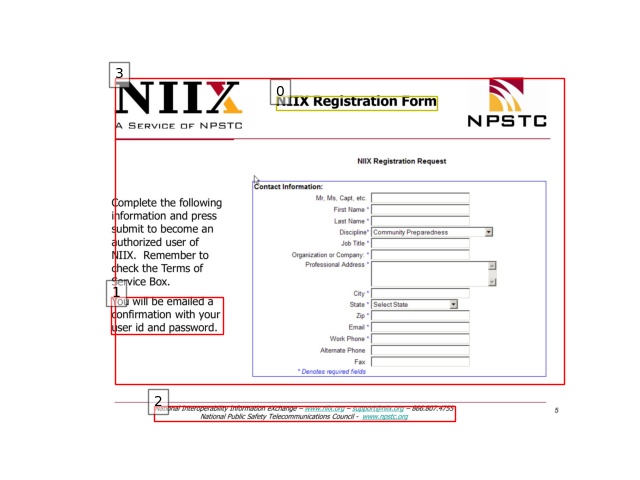 3
NIIX
A SERVICE OF NPSTC
0
NIIX Registration Form
NPSTC
NIIX Registration Request
Complete the following
information and press
submit to become an
authorized user of
NIIX. Remember to
check the Terms of
Service Box.
1
You will be emailed a
confirmation with your
user id and password.
Contact Information:
Mr, Ms, Capt, etc.
First Name *
Last Name *
Discipline* Community Preparedness
Job Title *
Organization or Company: *
Professional Address *
City *
State * Select State
Zip *
Email *
Work Phone *
Alternate Phone
Fax
* Denotes required fields
2
National Interoperability Information eXchange – www.niix.org – support@niix.org – 866.807.4755
National Public Safety Telecommunications Council - www.npstc.org
5